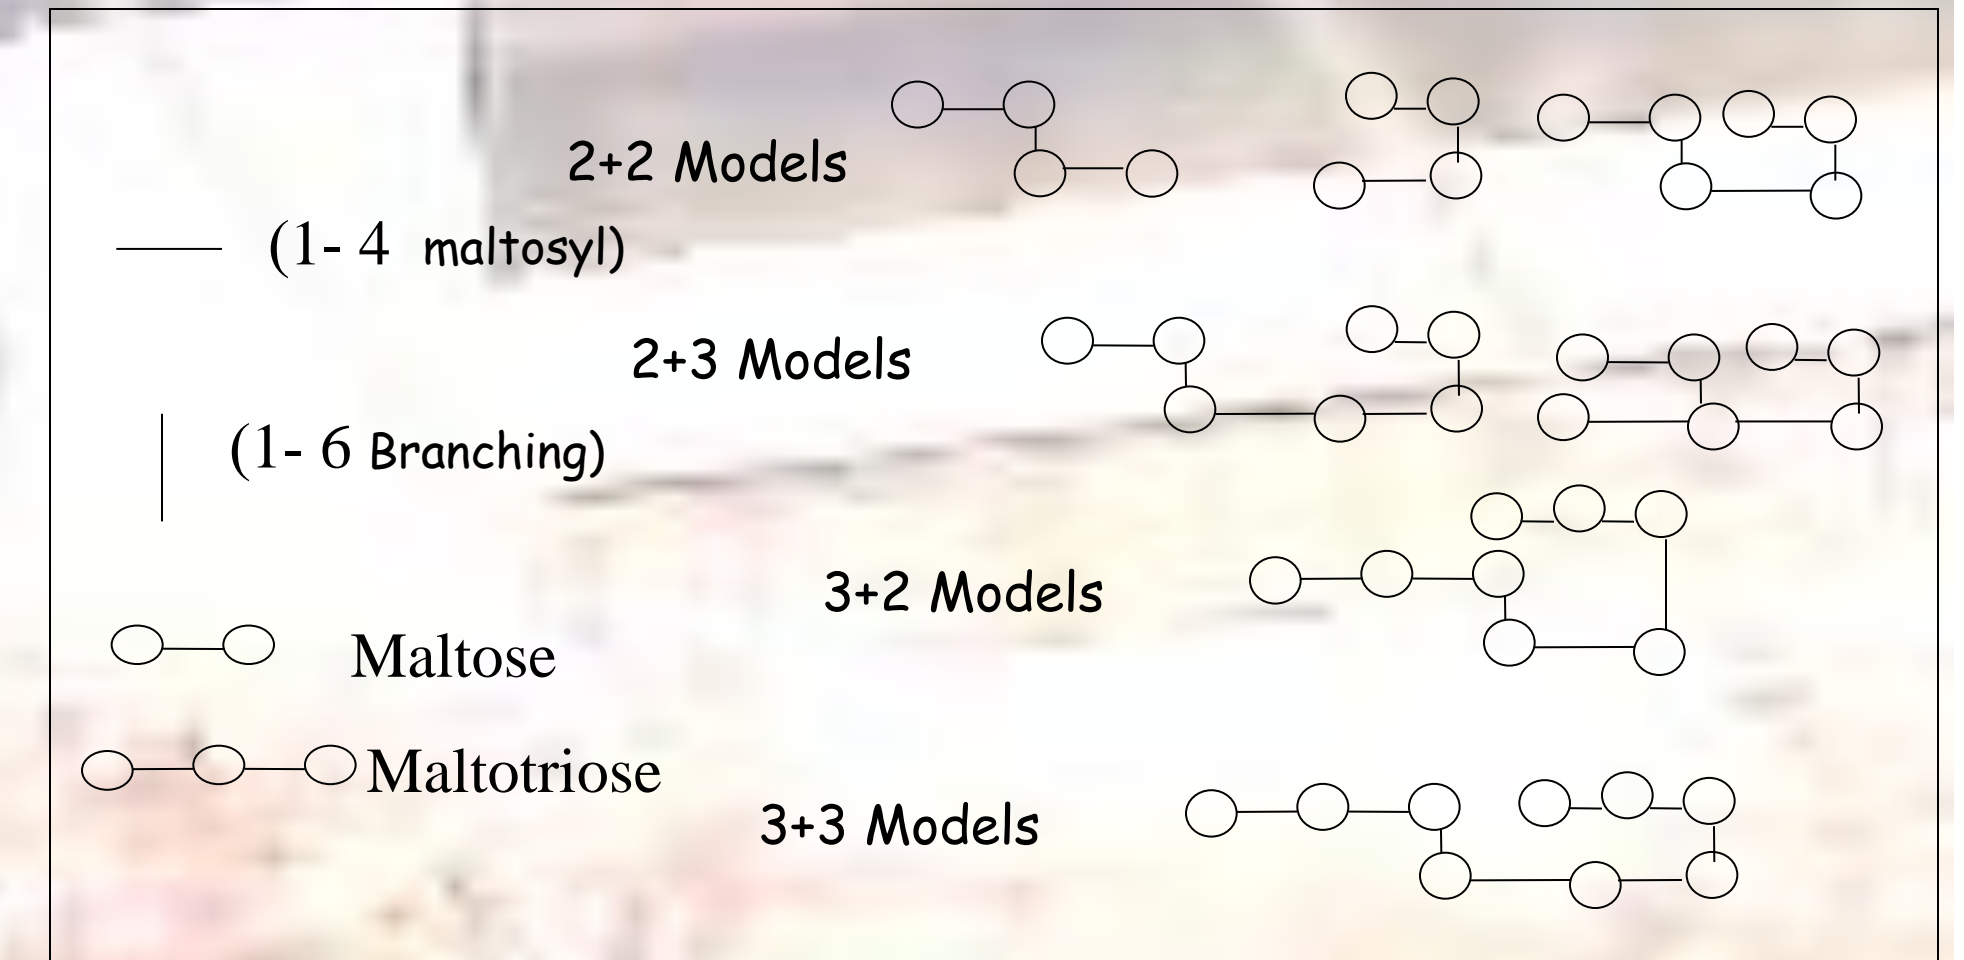 2+2 Models
(1- 4 maltosyl)
2+3 Models
(1- 6 Branching)
3+2 Models
Maltose
Maltotriose
3+3 Models